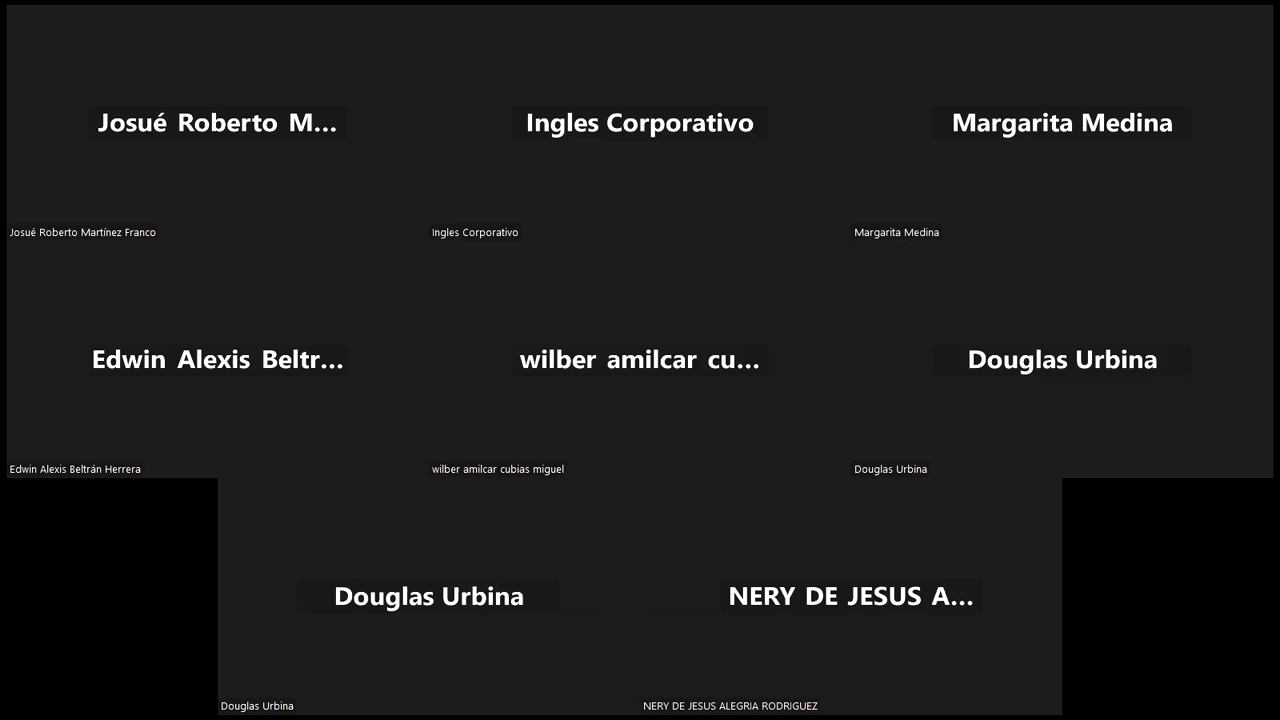 Josué Roberto M...
Ingles Corporativo
Margarita Medina
Josué Roberto Martínez Franco
Ingles Corporativo
Margarita Medina
Edwin Alexis Beltr...
wilber amilcar cu...
Douglas Urbina
Edwin Alexis Beltrán Herrera
wilber amilcar cubias miguel
Douglas Urbina
Douglas Urbina
NERY DE JESUS A...
Douglas Urbina
NERY DE JESUS ALEGRIA RODRIGUEZ